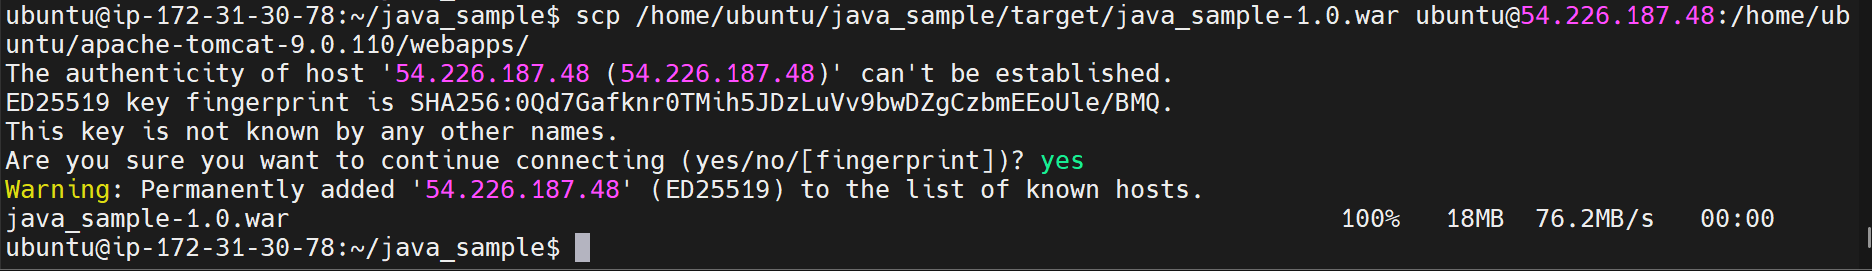 ubuntu@ip-172-31-30-78:~/java_sample$ scp /home/ubuntu/java_sample/target/java_sample-1.0.war ubuntu@54.226.187.48:/home/ub
untu/apache-tomcat-9.0.110/webapps/
The authenticity of host '54.226.187.48 (54.226.187.48)' can't be established.
ED25519 key fingerprint is SHA256:0Qd7Gafknr0TMih5JDzLuVv9bwDZgCzbmEEoUle/BMQ.
This key is not known by any other names.
Are you sure you want to continue connecting (yes/no/[fingerprint])? yes
Warning: Permanently added '54.226.187.48' (ED25519) to the list of known hosts.
java_sample-1.0.war 100% 18MB 76.2MB/s 00:00
ubuntu@ip-172-31-30-78:~/java_sample$